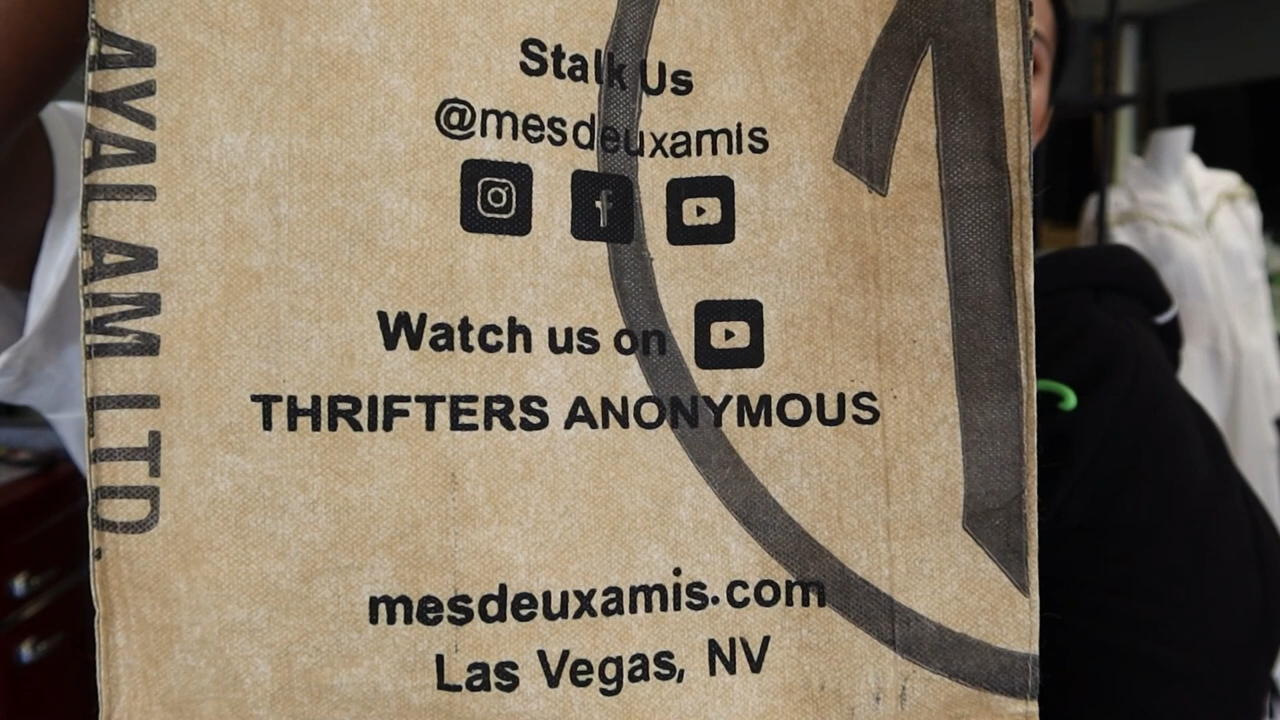 Stalk Us
@mesdeuxamis
Watch us on
THRIFTERS ANONYMOUS
mesdeuxamis.com
Las Vegas, NV
AYALAM LTD.